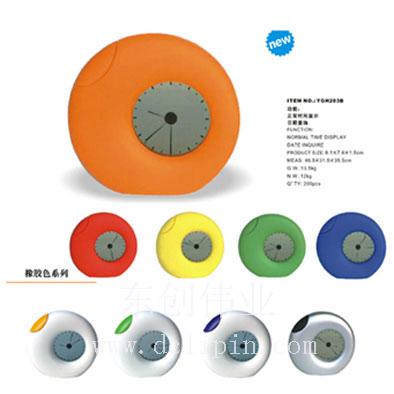 new
ITEM NO.: YGH203B
功能:
正常时间显示
日期查询
FUNCTION:
NORMAL TIME DISPLAY
DATE INQUIRE
PRODUCT SIZE: 8.1X7.6X1.5cm
MEAS: 46.5X31.5X35.5cm
G.W: 13.5kg
N.W: 12kg
Q'TY: 200pcs
橡胶色系列
东创伟业
www.dclipin.com